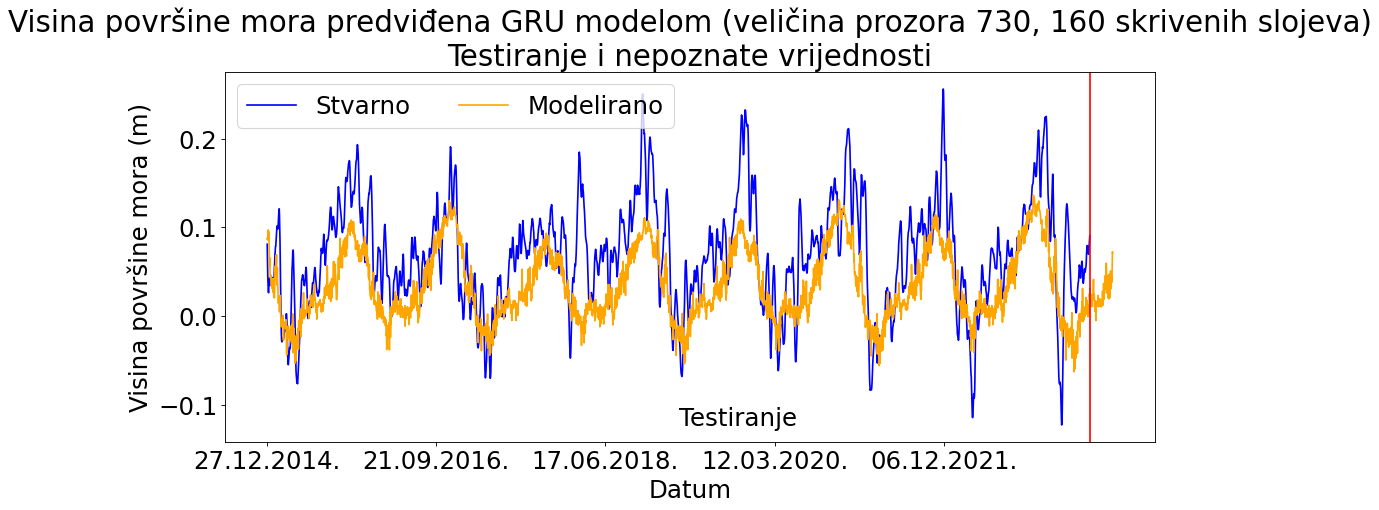 Visina površine mora predviđena GRU modelom (veličina prozora 730, 160 skrivenih slojeva)
Testiranje i nepoznate vrijednosti
Stvarno Modelirano
Visina površine mora (m)
0.2
0.1
0.0
−0.1
Testiranje
27.12.2014. 21.09.2016. 17.06.2018. 12.03.2020. 06.12.2021.
Datum